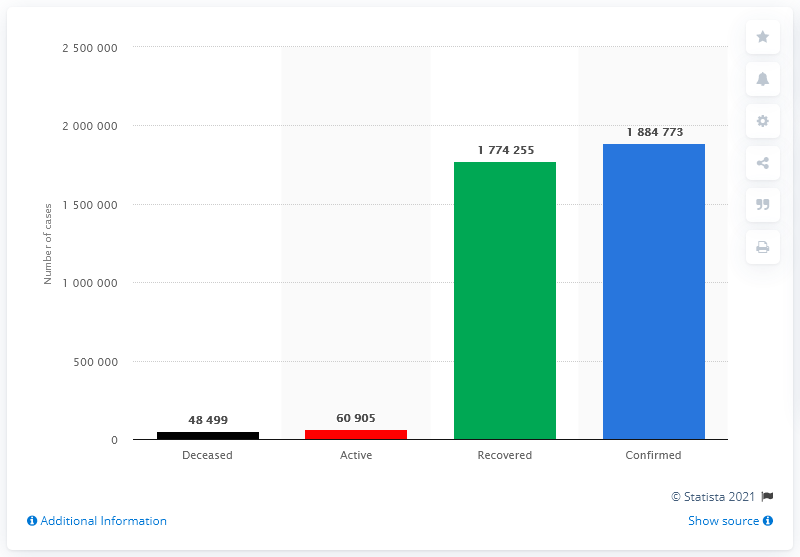 2 500 000
2 000 000
1 500 000
1 000 000
500 000
0
Number of cases
48 499
60 905
1 774 255
1 884 773
Deceased
Active
Recovered
Confirmed
© Statista 2021
Additional Information
Show source